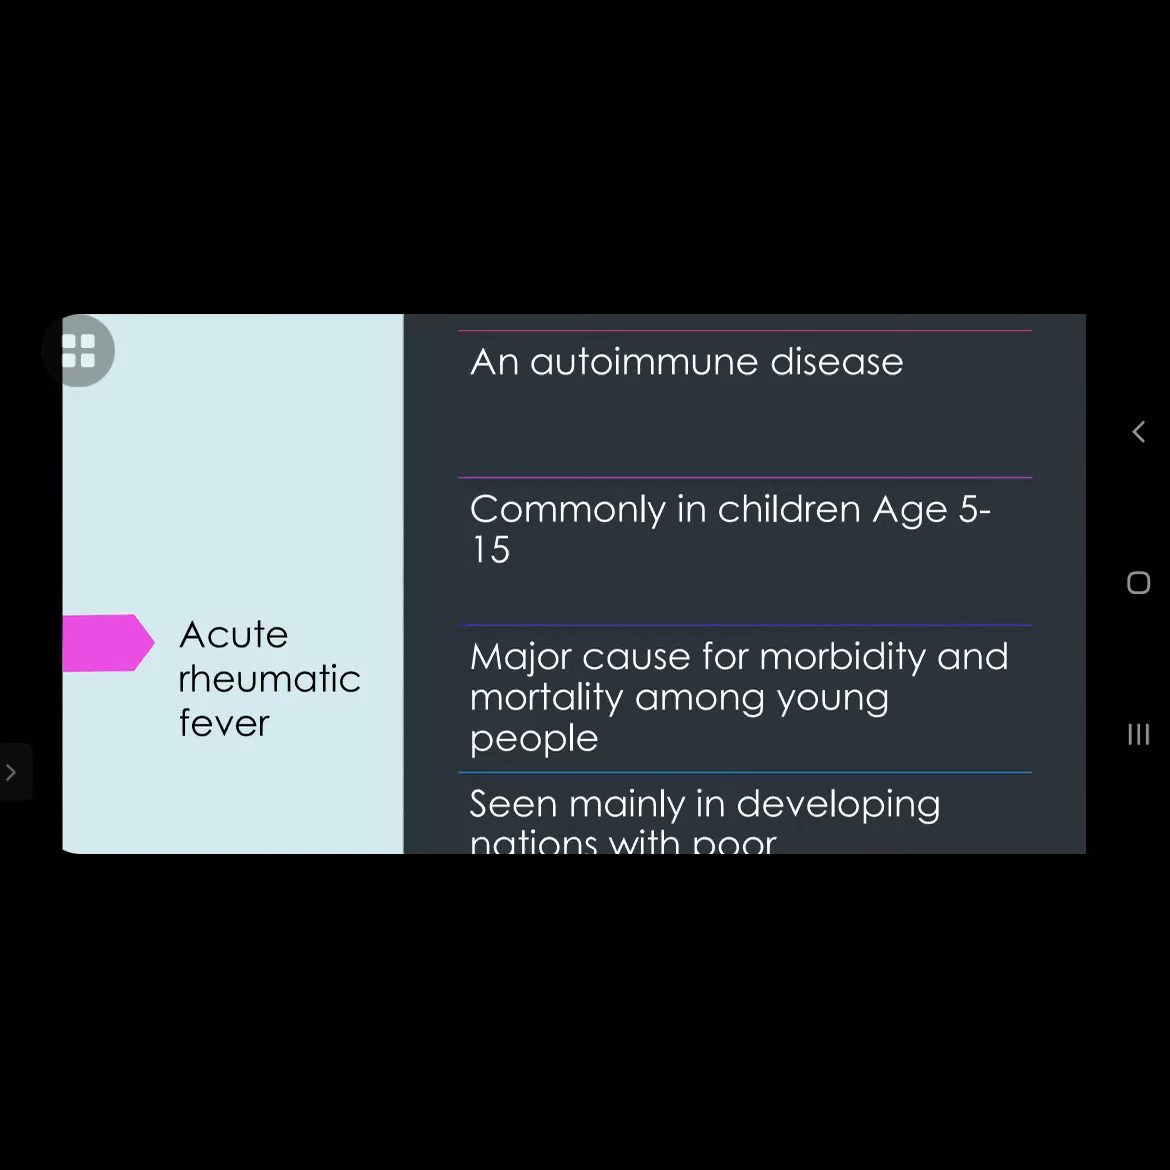 Acute
rheumatic
fever
An autoimmune disease
Commonly in children Age 5-
15
Major cause for morbidity and
mortality among young
people
Seen mainly in developing
nations with poor